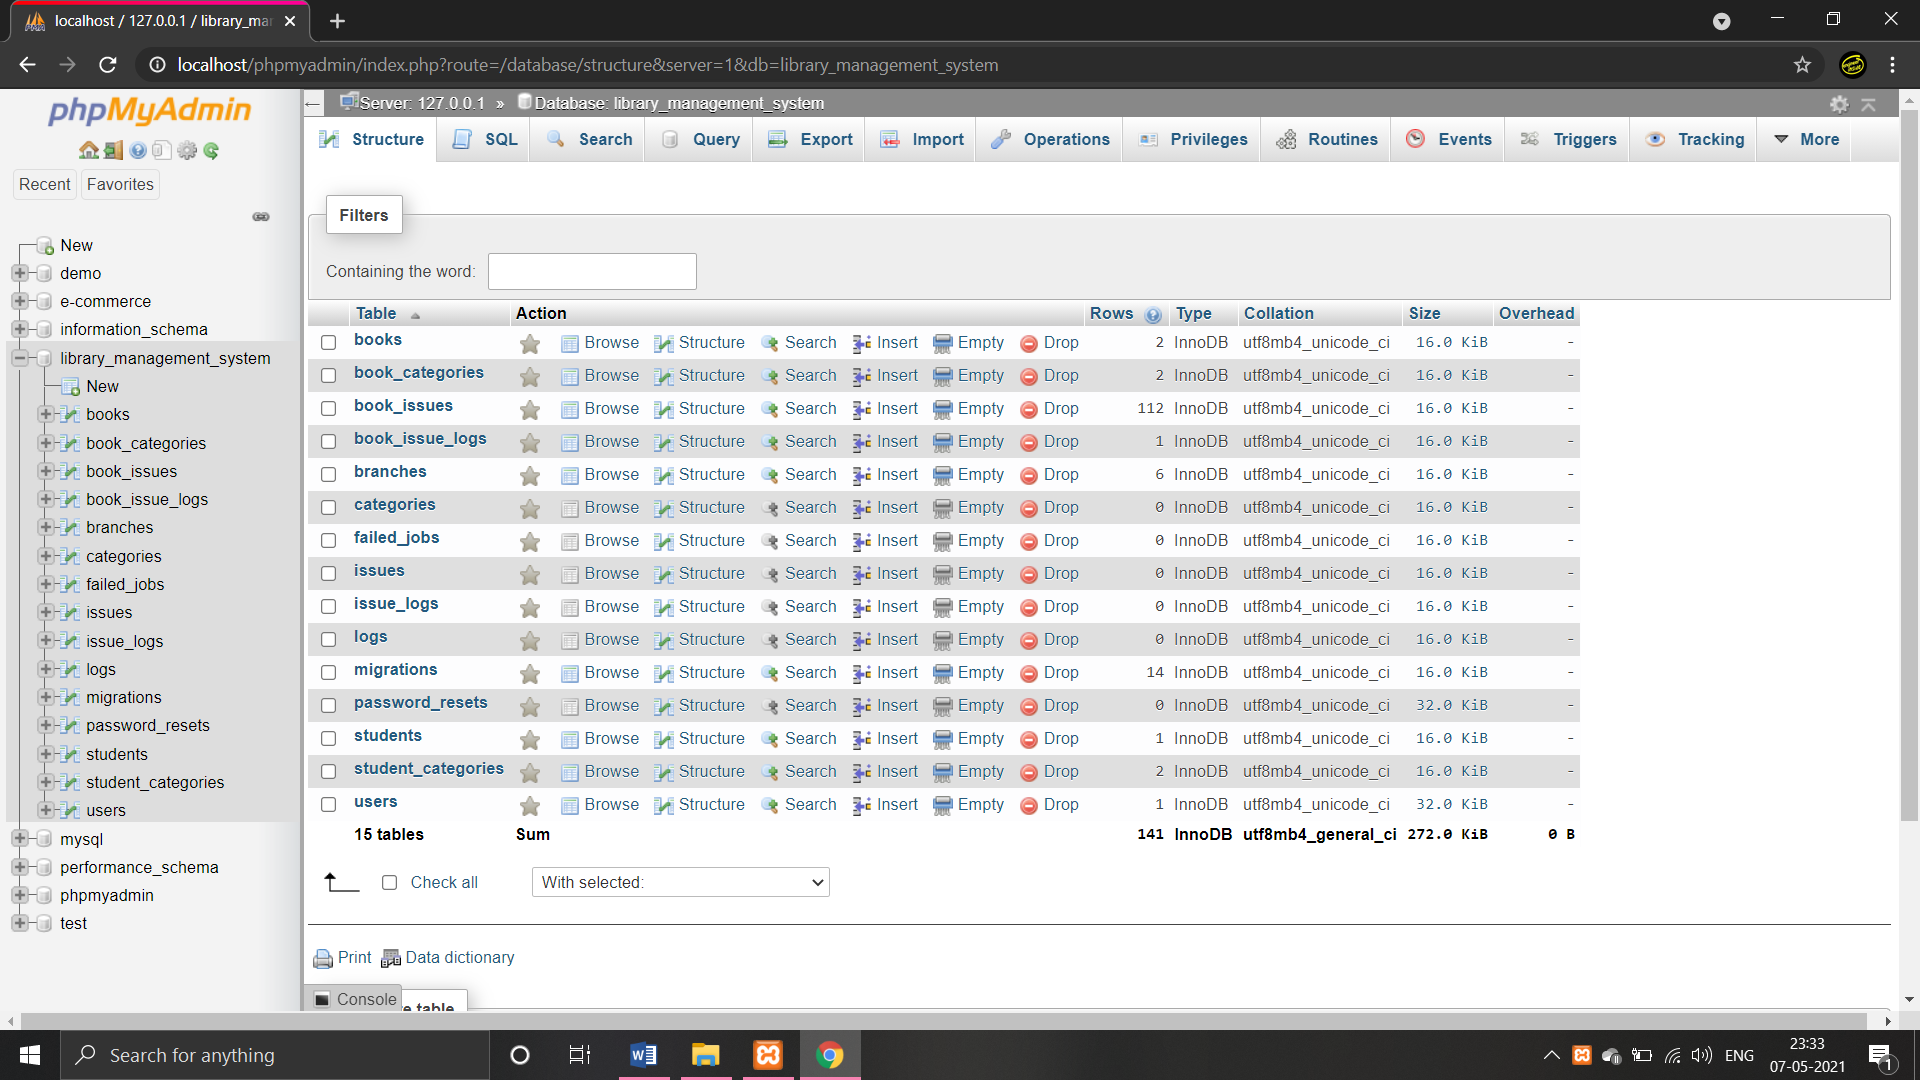 localhost / 127.0.0.1 / library_mar
localhost/phpmyadmin/index.php?route=/database/structure&server=1&db=library_management_system
phpMyAdmin
Recent Favorites
New
demo
e-commerce
information_schema
library_management_system
New
books
book_categories
book_issues
book_issue_logs
branches
categories
failed_jobs
issues
issue_logs
logs
migrations
password_resets
students
student_categories
users
mysql
performance_schema
phpmyadmin
test
Server: 127.0.0.1 » Database: library_management_system
Structure SQL Search Query Export Import Operations Privileges Routines Events Triggers Tracking More
Filters
Containing the word:
Table Action Rows Type Collation Size Overhead
books Browse Structure Search Insert Empty Drop 2 InnoDB utf8mb4_unicode_ci 16.0 KiB -
book_categories Browse Structure Search Insert Empty Drop 2 InnoDB utf8mb4_unicode_ci 16.0 KiB -
book_issues Browse Structure Search Insert Empty Drop 112 InnoDB utf8mb4_unicode_ci 16.0 KiB -
book_issue_logs Browse Structure Search Insert Empty Drop 1 InnoDB utf8mb4_unicode_ci 16.0 KiB -
branches Browse Structure Search Insert Empty Drop 6 InnoDB utf8mb4_unicode_ci 16.0 KiB -
categories Browse Structure Search Insert Empty Drop 0 InnoDB utf8mb4_unicode_ci 16.0 KiB -
failed_jobs Browse Structure Search Insert Empty Drop 0 InnoDB utf8mb4_unicode_ci 16.0 KiB -
issues Browse Structure Search Insert Empty Drop 0 InnoDB utf8mb4_unicode_ci 16.0 KiB -
issue_logs Browse Structure Search Insert Empty Drop 0 InnoDB utf8mb4_unicode_ci 16.0 KiB -
logs Browse Structure Search Insert Empty Drop 0 InnoDB utf8mb4_unicode_ci 16.0 KiB -
migrations Browse Structure Search Insert Empty Drop 14 InnoDB utf8mb4_unicode_ci 16.0 KiB -
password_resets Browse Structure Search Insert Empty Drop 0 InnoDB utf8mb4_unicode_ci 32.0 KiB -
students Browse Structure Search Insert Empty Drop 1 InnoDB utf8mb4_unicode_ci 16.0 KiB -
student_categories Browse Structure Search Insert Empty Drop 2 InnoDB utf8mb4_unicode_ci 16.0 KiB -
users Browse Structure Search Insert Empty Drop 1 InnoDB utf8mb4_unicode_ci 32.0 KiB -
15 tables Sum 141 InnoDB utf8mb4_general_ci 272.0 KiB 0 B
Check all With selected:
Print Data dictionary
Console e table
Search for anything
ENG
23:33
07-05-2021
1